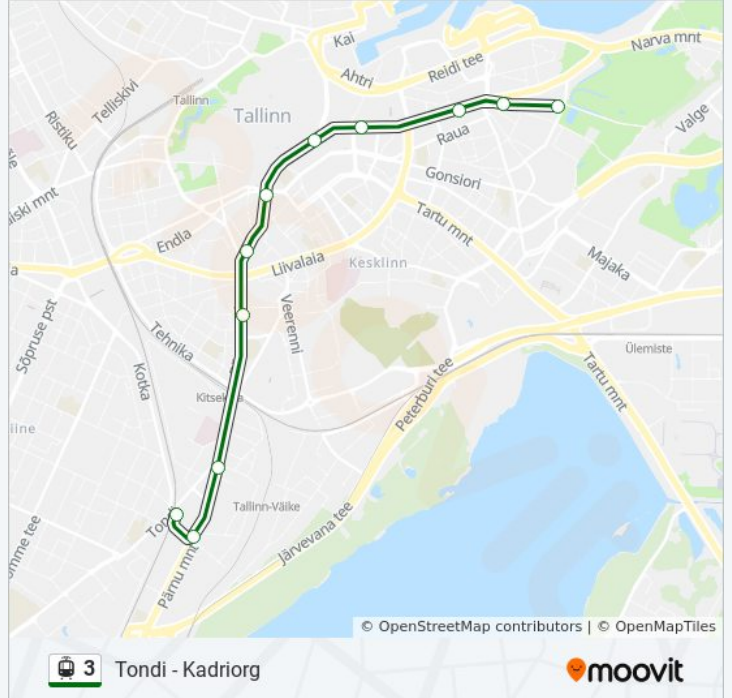 Kai
Narva mnt
Ahtri
Reidi tee
Telliskivi
Tallinn
Tallinn
Ristiku
Valge
Raua
Gonsiori
Tartu mnt
Endla
Liivalaia
Kesklinn
Majaka
Sõpruse pst
Veerenni
Tehnika
Ülemiste
Kotka
Peterburi tee
Tartu mnt
Tallinn-Väike
Järvevana tee
Pärnu mnt
© OpenStreetMap contributors | © OpenMapTiles
3 Tondi - Kadriorg
moovit